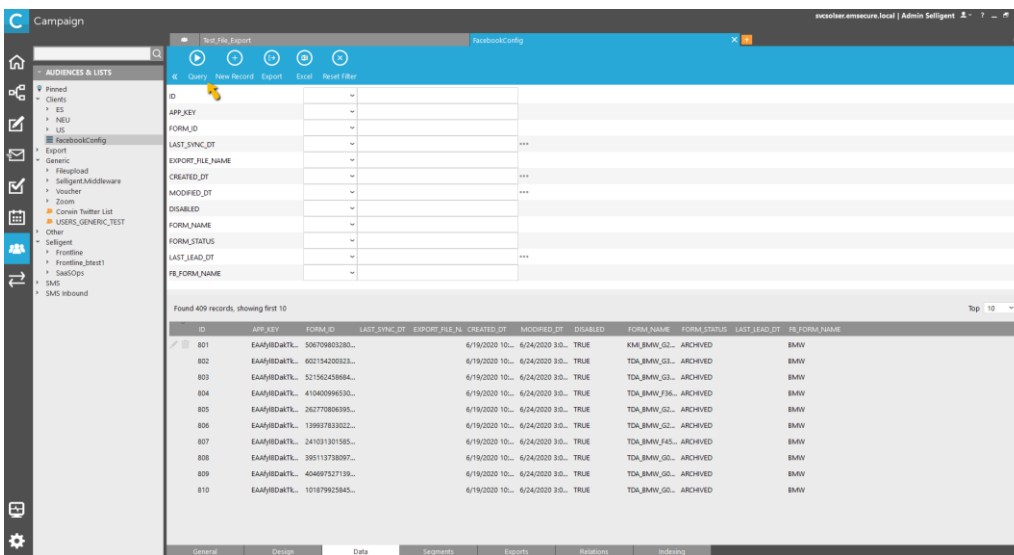 C Campaign
svcsolser.emsecure.local | Admin Selligent ?
Test_File_Export FacebookConfig
AUDIENCES & LISTS
Query New Record Export Excel Reset Filter
Pinned
Clients
ES
NEU
US
FacebookConfig
Export
Generic
Fileupload
Selligent.Middleware
Voucher
Zoom
Corwin Twitter List
USERS_GENERIC_TEST
Other
Selligent
Frontline
Frontline_btest1
SaaSOps
SMS
SMS Inbound
ID
APP_KEY
FORM_ID
LAST_SYNC_DT
EXPORT_FILE_NAME
CREATED_DT
MODIFIED_DT
DISABLED
FORM_NAME
FORM_STATUS
LAST_LEAD_DT
FB_FORM_NAME
Found 409 records, showing first 10 Top 10
ID APP_KEY FORM_ID LAST_SYNC_DT EXPORT_FILE_N. CREATED_DT MODIFIED_DT DISABLED FORM_NAME FORM_STATUS LAST_LEAD_DT FB_FORM_NAME
801 EAAfyl8DakTk... 506709803280... 6/19/2020 10:... 6/24/2020 3:0... TRUE KMI_BMW_G2... ARCHIVED BMW
802 EAAfyl8DakTk... 602154200323... 6/19/2020 10:... 6/24/2020 3:0... TRUE TDA_BMW_G3... ARCHIVED BMW
803 EAAfyl8DakTk... 521562458684... 6/19/2020 10:... 6/24/2020 3:0... TRUE TDA_BMW_G3... ARCHIVED BMW
804 EAAfyl8DakTk... 410400996530... 6/19/2020 10:... 6/24/2020 3:0... TRUE TDA_BMW_F36... ARCHIVED BMW
805 EAAfyl8DakTk... 262770806395... 6/19/2020 10:... 6/24/2020 3:0... TRUE TDA_BMW_G2... ARCHIVED BMW
806 EAAfyl8DakTk... 139937833022... 6/19/2020 10:... 6/24/2020 3:0... TRUE TDA_BMW_G2... ARCHIVED BMW
807 EAAfyl8DakTk... 241031301585... 6/19/2020 10:... 6/24/2020 3:0... TRUE TDA_BMW_F45... ARCHIVED BMW
808 EAAfyl8DakTk... 395113738097... 6/19/2020 10:... 6/24/2020 3:0... TRUE TDA_BMW_G0... ARCHIVED BMW
809 EAAfyl8DakTk... 404697527139... 6/19/2020 10:... 6/24/2020 3:0... TRUE TDA_BMW_G0... ARCHIVED BMW
810 EAAfyl8DakTk... 101879925845... 6/19/2020 10:... 6/24/2020 3:0... TRUE TDA_BMW_G0... ARCHIVED BMW
General Design Data Segments Exports Relations Indexing